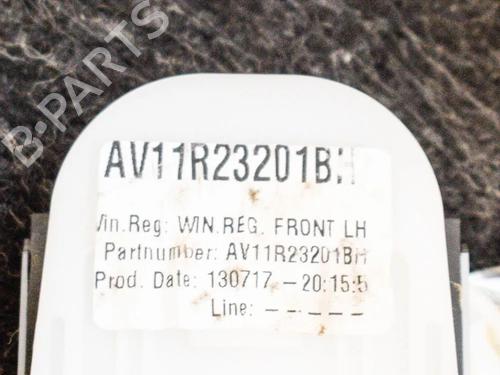 B-PARTS
AV11R23201BH
Win.Reg: WIN.REG. FRONT LH
Partnumber: AV11R23201BH
Prod. Date: 130717 - 20:15:5
Line: - - - - -